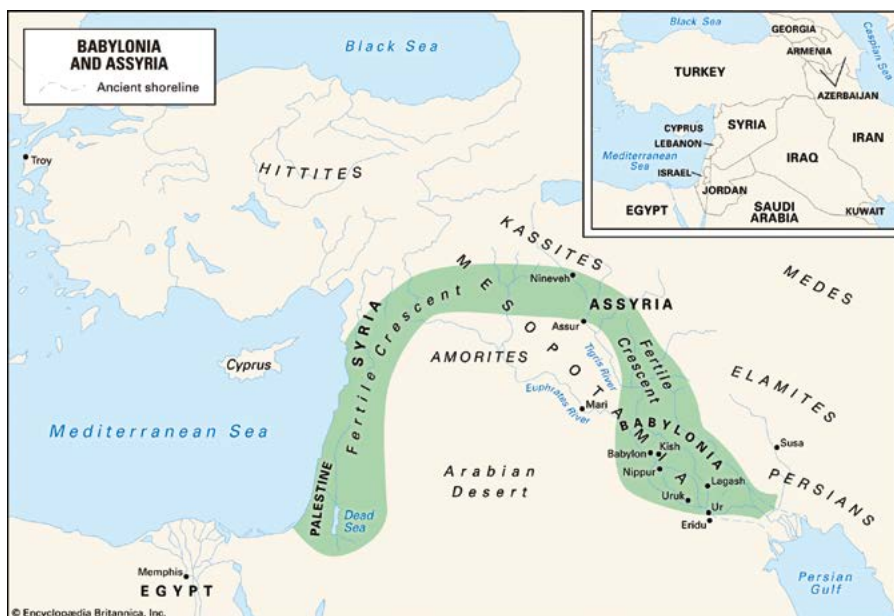 BABYLONIA
AND ASSYRIA
Ancient shoreline
Black Sea
Troy
HITTITES
KASSITES
MEDES
Nineveh
MESOPOTAMIA
ASSYRIA
SYRIA
Fertile Crescent
Assur
AMORITES
Tigris River
Fertile
Crescent
Cyprus
Euphrates River
Mari
ELAMITES
Mediterranean Sea
BABYLONIA
Babylon
Kish
Susa
Nippur
Arabian
Desert
Lagash
PERSIANS
Uruk
Ur
Eridu
PALESTINE
Dead
Sea
Memphis
EGYPT
Persian
Gulf
© Encyclopædia Britannica, Inc.
Black Sea
GEORGIA
Caspian Sea
ARMENIA
TURKEY
AZERBAIJAN
CYPRUS
SYRIA
LEBANON
IRAN
Mediterranean
Sea
IRAQ
ISRAEL
JORDAN
EGYPT
SAUDI
ARABIA
KUWAIT